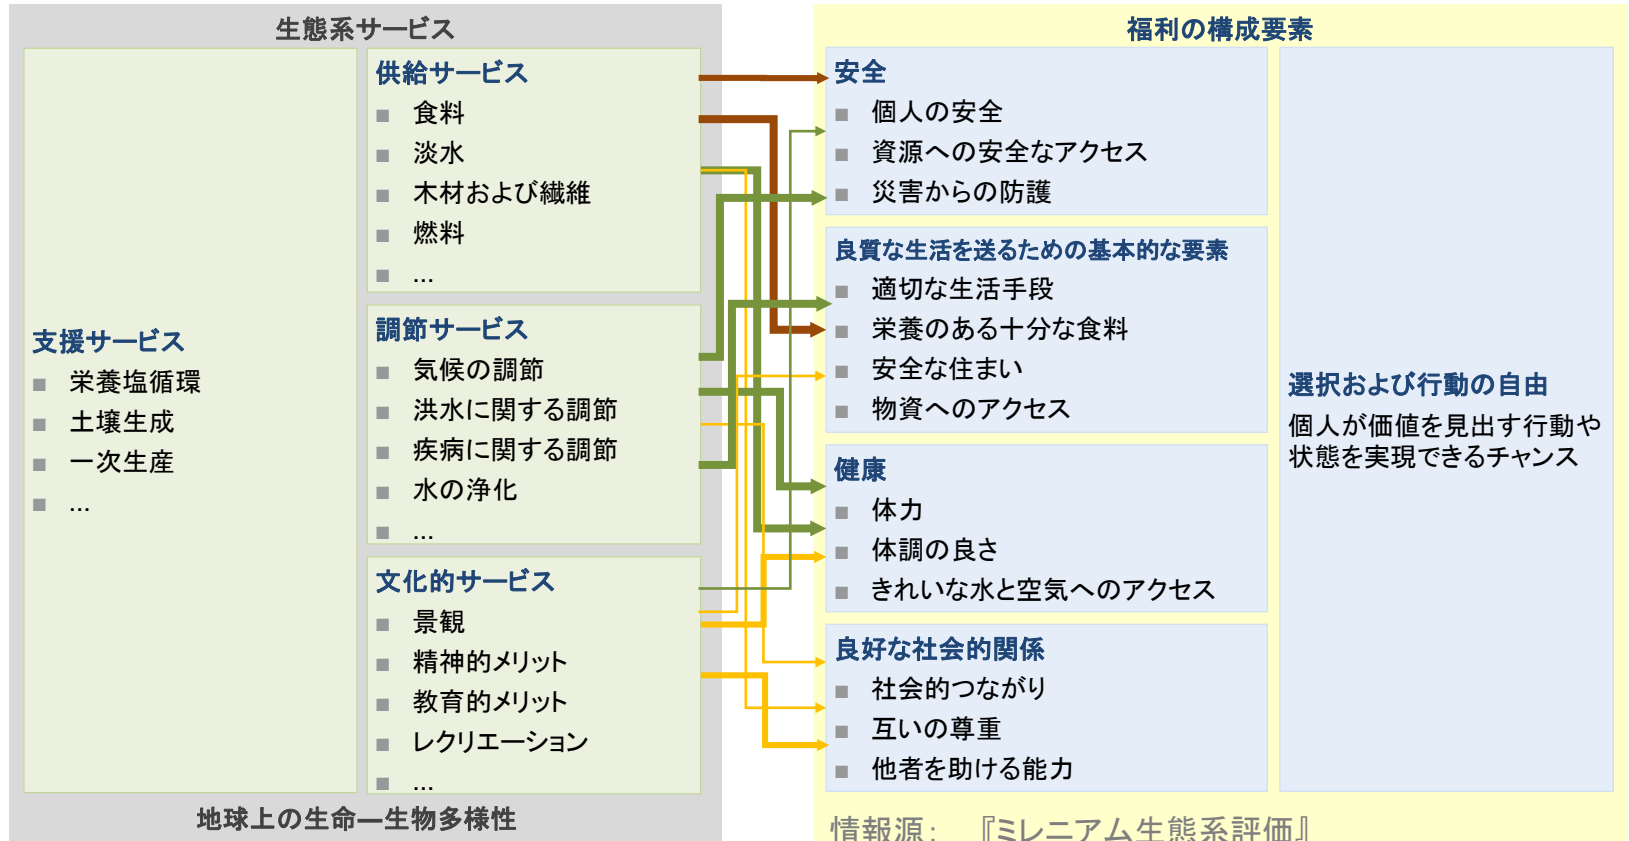 生態系サービス
支援サービス
■ 栄養塩循環
■ 土壌生成
■ 一次生産
■ ...
供給サービス
■ 食料
■ 淡水
■ 木材および繊維
■ 燃料
■ ...
調節サービス
■ 気候の調節
■ 洪水に関する調節
■ 疾病に関する調節
■ 水の浄化
■ ...
文化的サービス
■ 景観
■ 精神的メリット
■ 教育的メリット
■ レクリエーション
■ ...
地球上の生命―生物多様性
福利の構成要素
安全
■ 個人の安全
■ 資源への安全なアクセス
■ 災害からの防護
良質な生活を送るための基本的な要素
■ 適切な生活手段
■ 栄養のある十分な食料
■ 安全な住まい
■ 物資へのアクセス
健康
■ 体力
■ 体調の良さ
■ きれいな水と空気へのアクセス
良好な社会的関係
■ 社会的つながり
■ 互いの尊重
■ 他者を助ける能力
選択および行動の自由
個人が価値を見出す行動や
状態を実現できるチャンス
情報源： 『ミレニアム生態系評価』